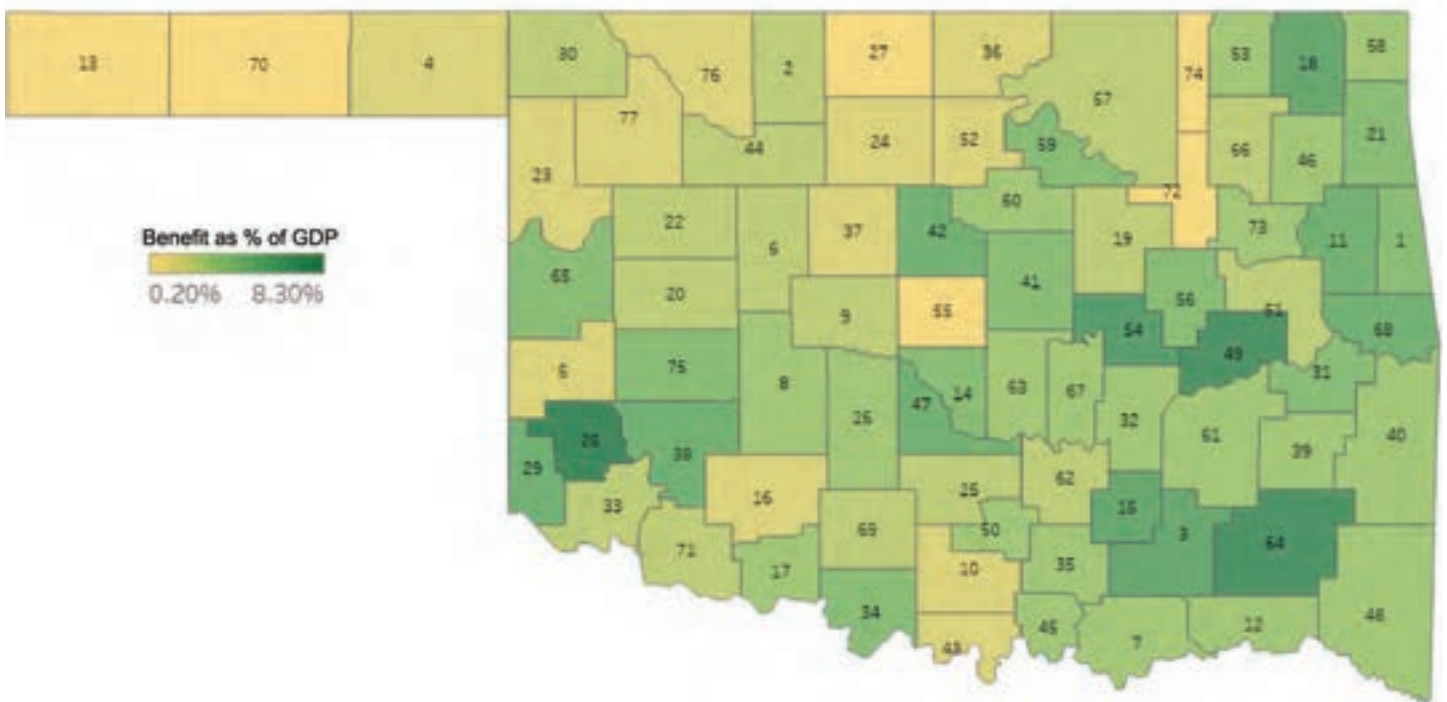 13 70 4 30 76 2 27 36 57 74 53 18 58
77 44 24 52 59 66 46 21
23 22 6 37 42 60 19 72 73 11 1
65 20 9 55 41 56 51 68
5 75 8 26 47 14 63 67 54 49 31
29 28 38 32 61 39 40
33 16 69 25 50 62 15 3 64
71 17 34 10 35 45 7 12 48
43
Benefit as % of GDP
0.20% 8.30%